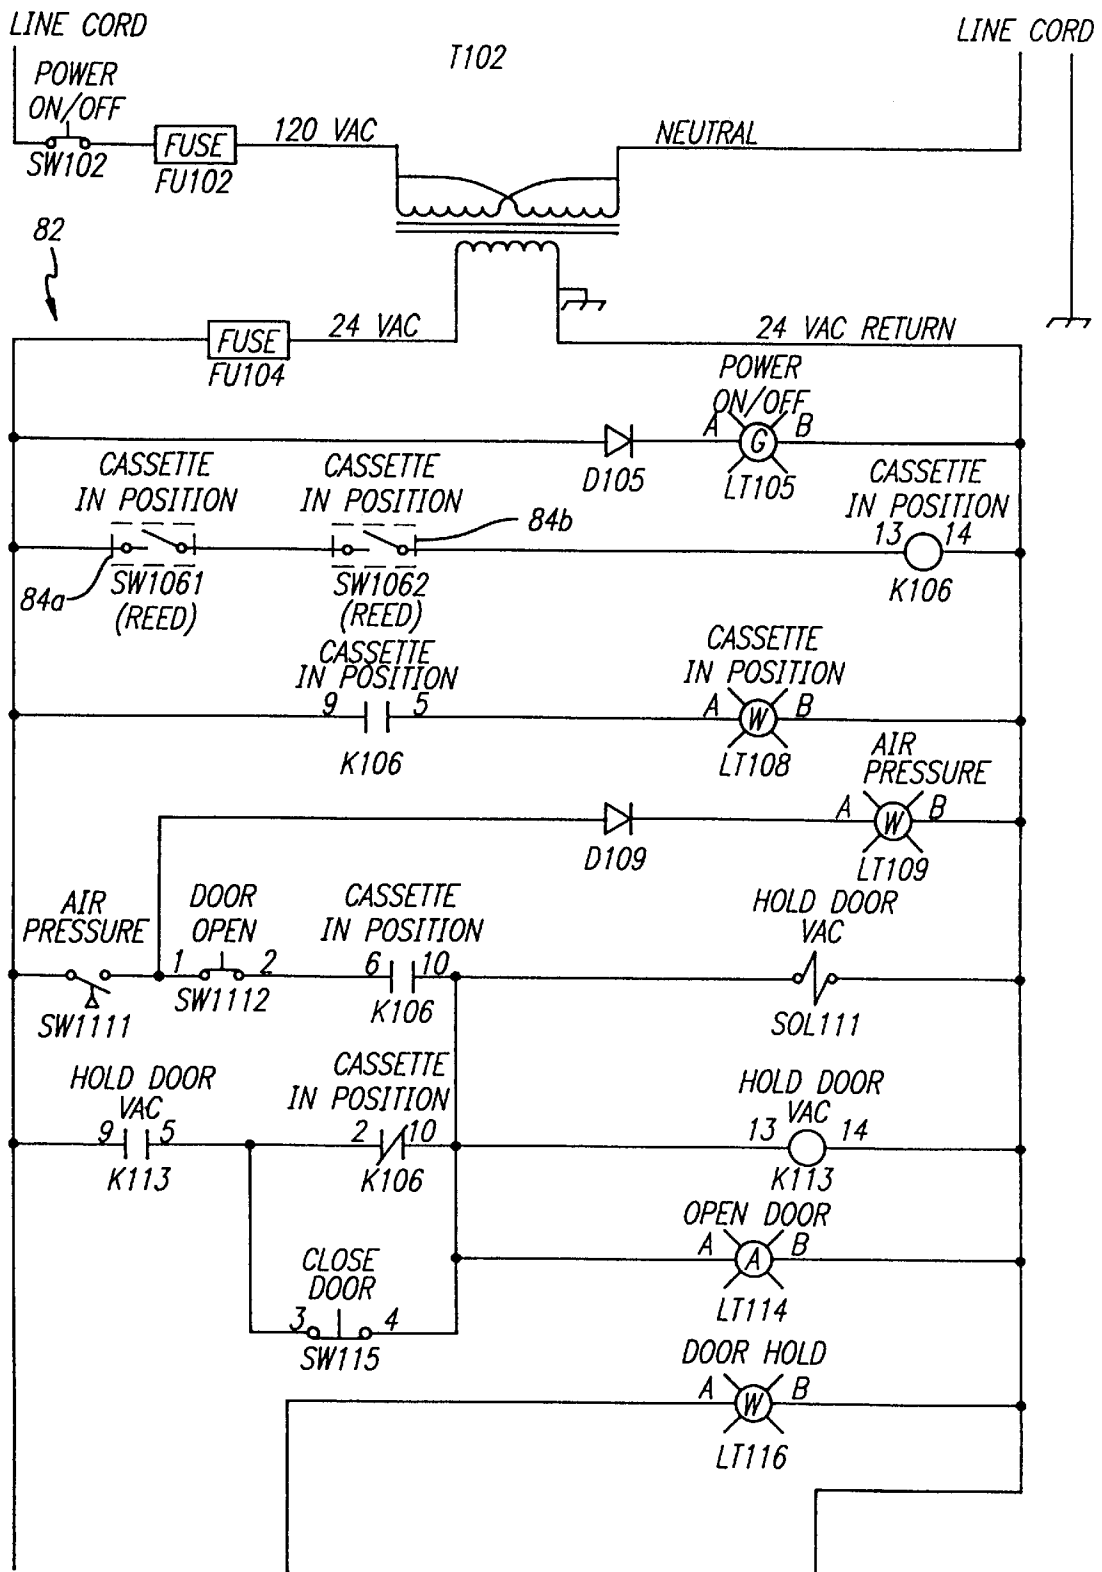 LINE CORD
LINE CORD
T102
POWER
ON/OFF
SW102
FUSE
FU102
120 VAC
NEUTRAL
82
FUSE
FU104
24 VAC
24 VAC RETURN
POWER
ON/OFF
A
G
B
D105
LT105
CASSETTE
IN POSITION
CASSETTE
IN POSITION
84b
CASSETTE
IN POSITION
13
14
K106
84a
SW1061
(REED)
SW1062
(REED)
CASSETTE
IN POSITION
9
5
K106
CASSETTE
IN POSITION
A
W
B
LT108
AIR
PRESSURE
A
W
B
D109
LT109
AIR
PRESSURE
SW1111
DOOR
OPEN
1
2
SW1112
CASSETTE
IN POSITION
6
10
K106
HOLD DOOR
VAC
SOL111
HOLD DOOR
VAC
9
5
K113
CASSETTE
IN POSITION
2
10
K106
HOLD DOOR
VAC
13
14
K113
OPEN DOOR
A
A
B
LT114
CLOSE
DOOR
3
4
SW115
DOOR HOLD
A
W
B
LT116